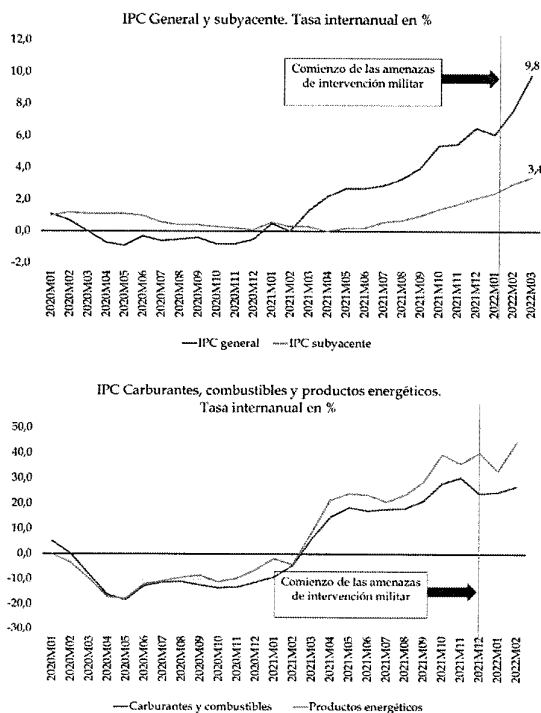 IPC General y subyacente. Tasa internanual en %
12,0
10,0
8,0
6,0
4,0
2,0
0,0
-2,0
Comienzo de las amenazas
de intervención militar
9,8
3,4
2020M01
2020M02
2020M03
2020M04
2020M05
2020M06
2020M07
2020M08
2020M09
2020M10
2020M11
2020M12
2021M01
2021M02
2021M03
2021M04
2021M05
2021M06
2021M07
2021M08
2021M09
2021M10
2021M11
2021M12
2022M01
2022M02
2022M03
IPC general IPC subyacente
IPC Carburantes, combustibles y productos energéticos.
Tasa internanual en %
50,0
40,0
30,0
20,0
10,0
0,0
-10,0
-20,0
-30,0
Comienzo de las amenazas
de intervención militar
2020M01
2020M02
2020M03
2020M04
2020M05
2020M06
2020M07
2020M08
2020M09
2020M10
2020M11
2020M12
2021M01
2021M02
2021M03
2021M04
2021M05
2021M06
2021M07
2021M08
2021M09
2021M10
2021M11
2021M12
2022M01
2022M02
Carburantes y combustibles Productos energéticos